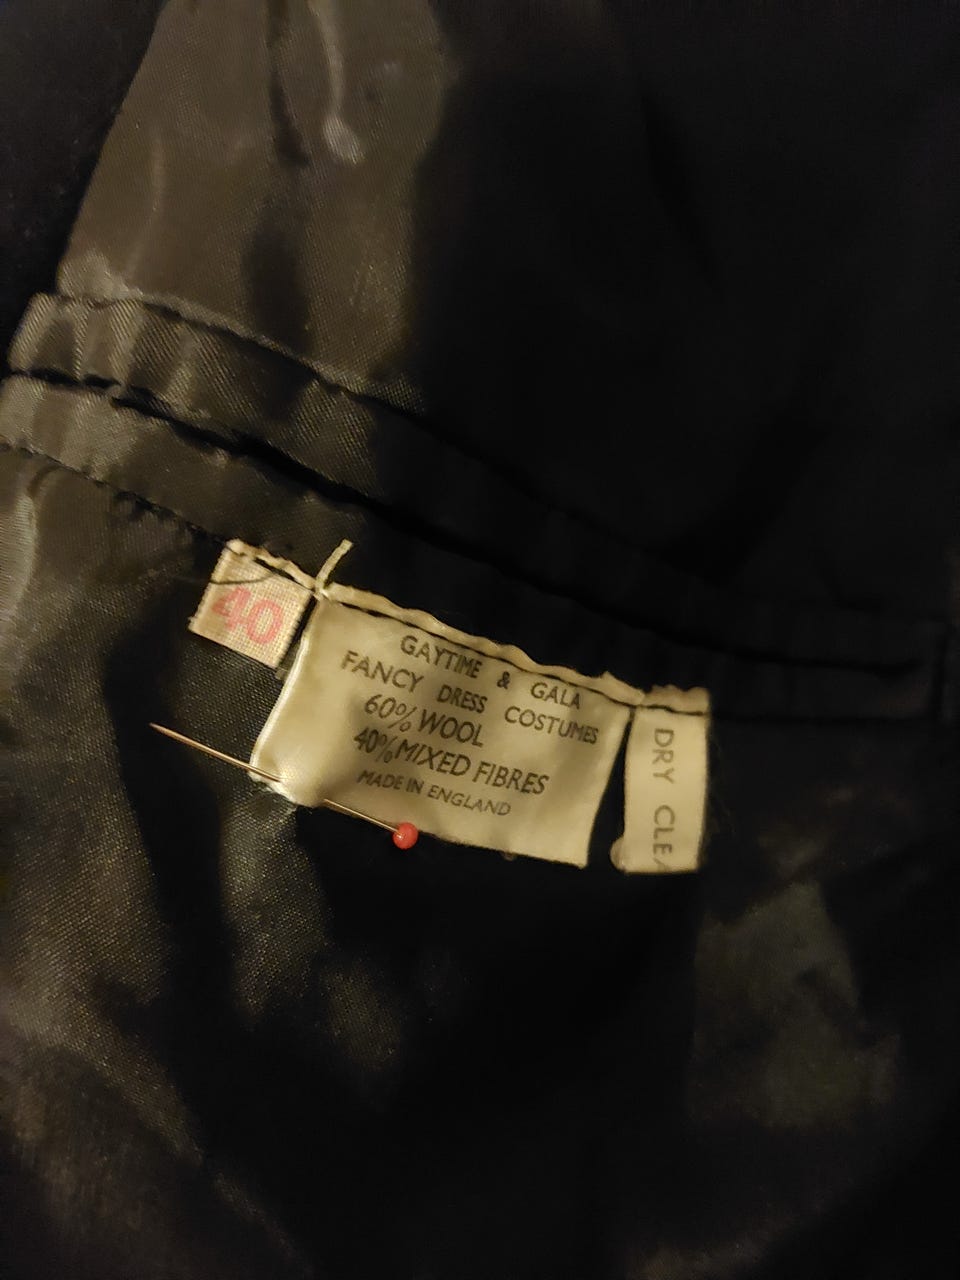 40
GAYTIME & GALA
FANCY DRESS COSTUMES
60% WOOL
40% MIXED FIBRES
MADE IN ENGLAND
DRY CLEA